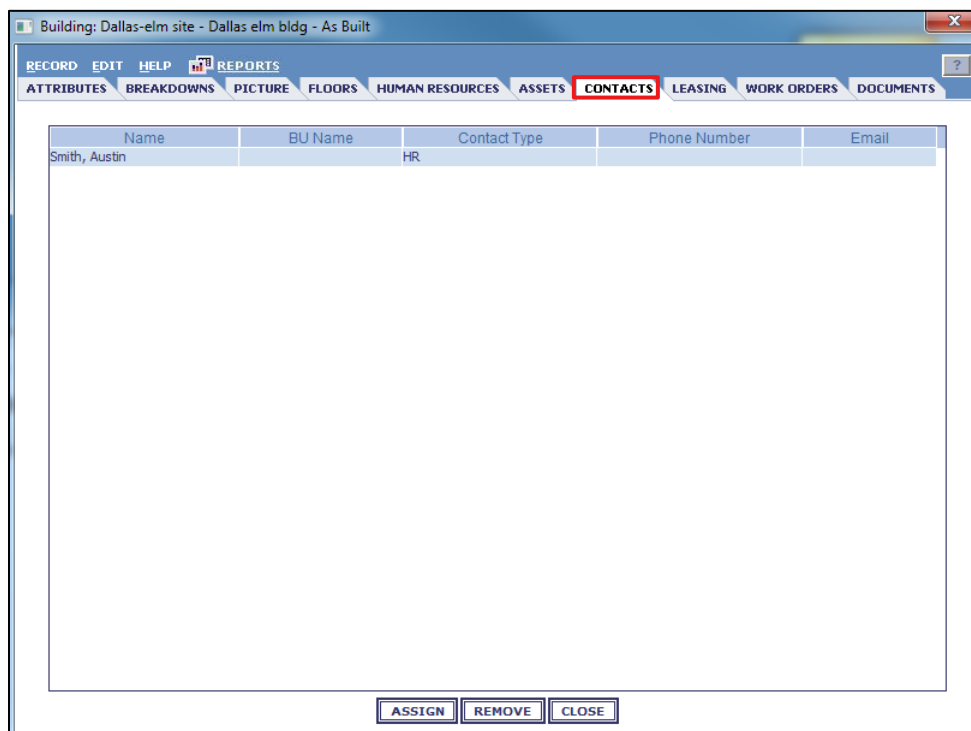 Building: Dallas-elm site - Dallas elm bldg - As Built
X
RECORD EDIT HELP REPORTS
?
ATTRIBUTES BREAKDOWNS PICTURE FLOORS HUMAN RESOURCES ASSETS CONTACTS LEASING WORK ORDERS DOCUMENTS
Name BU Name Contact Type Phone Number Email
Smith, Austin HR
ASSIGN REMOVE CLOSE